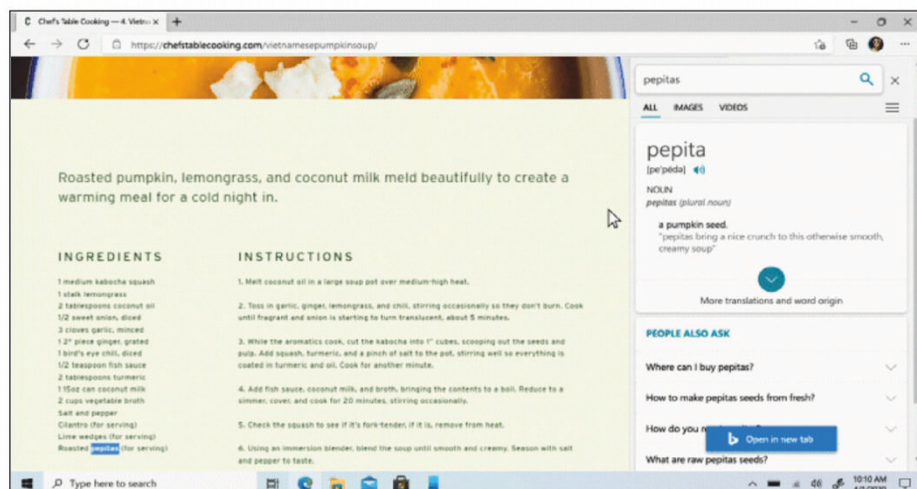 Chef's Table Cooking — 4. Vietn
https://chefstablecooking.com/vietnamesepumpkinsoup/
Roasted pumpkin, lemongrass, and coconut milk meld beautifully to create a
warming meal for a cold night in.
INGREDIENTS
1 medium kabocha squash
1 stalk lemongrass
2 tablespoons coconut oil
1/2 sweet onion, diced
3 cloves garlic, minced
1 2" piece ginger, grated
1 bird's eye chili, diced
1/2 teaspoon fish sauce
2 tablespoons turmeric
1 15oz can coconut milk
2 cups vegetable broth
Salt and pepper
Cilantro (for serving)
Lime wedges (for serving)
Roasted pepitas (for serving)
INSTRUCTIONS
1. Melt coconut oil in a large soup pot over medium-high heat.
2. Toss in garlic, ginger, lemongrass, and chili, stirring occasionally so they don't burn. Cook
until fragrant and onion is starting to turn translucent, about 5 minutes.
3. While the aromatics cook, cut the kabocha into 1" cubes, scooping out the seeds and
pulp. Add squash, turmeric, and a pinch of salt to the pot, stirring well so everything is
coated in turmeric and oil. Cook for another minute.
4. Add fish sauce, coconut milk, and broth, bringing the contents to a boil. Reduce to a
simmer, cover, and cook for 20 minutes, stirring occasionally.
5. Check the squash to see if it's fork-tender, if it is, remove from heat.
6. Using an immersion blender, blend the soup until smooth and creamy. Season with salt
and pepper to taste.
pepitas
ALL IMAGES VIDEOS
pepita
[pe'pēdə]
NOUN
pepitas (plural noun)
a pumpkin seed.
"pepitas bring a nice crunch to this otherwise smooth,
creamy soup"
More translations and word origin
PEOPLE ALSO ASK
Where can I buy pepitas?
How to make pepitas seeds from fresh?
How do you
Open in new tab
What are raw pepitas seeds?
Type here to search
10:10 AM